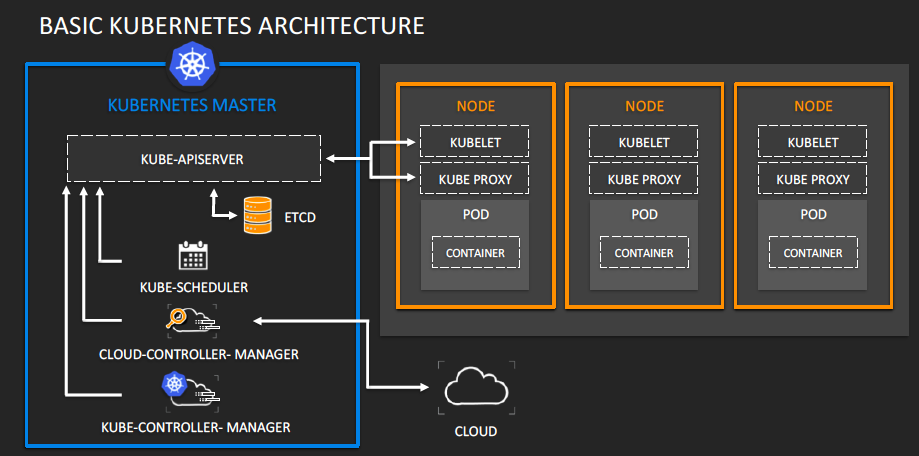 BASIC KUBERNETES ARCHITECTURE
KUBERNETES MASTER
KUBE-APISERVER
ETCD
KUBE-SCHEDULER
CLOUD-CONTROLLER- MANAGER
KUBE-CONTROLLER- MANAGER
NODE
KUBELET
KUBE PROXY
POD
CONTAINER
NODE
KUBELET
KUBE PROXY
POD
CONTAINER
NODE
KUBELET
KUBE PROXY
POD
CONTAINER
CLOUD